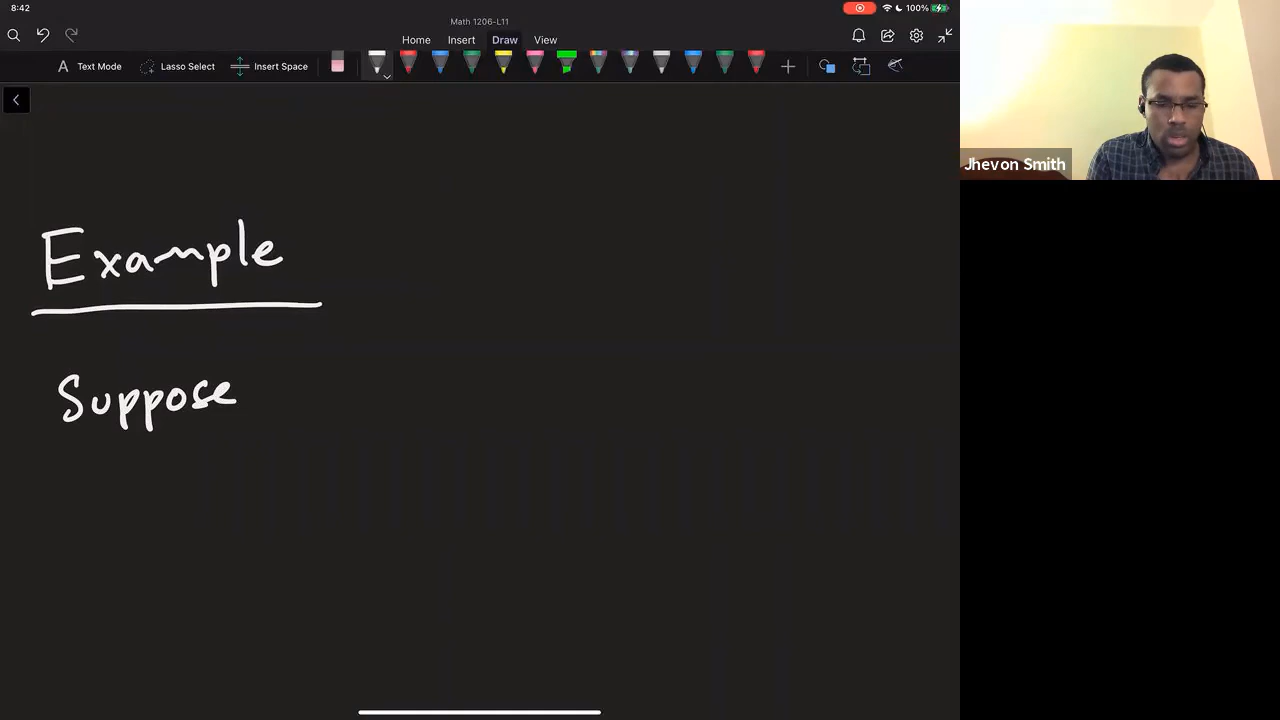 8:42
Math 1206-L11
100%
Home Insert Draw View
A Text Mode Lasso Select Insert Space
Jhevon Smith
Example
Suppose